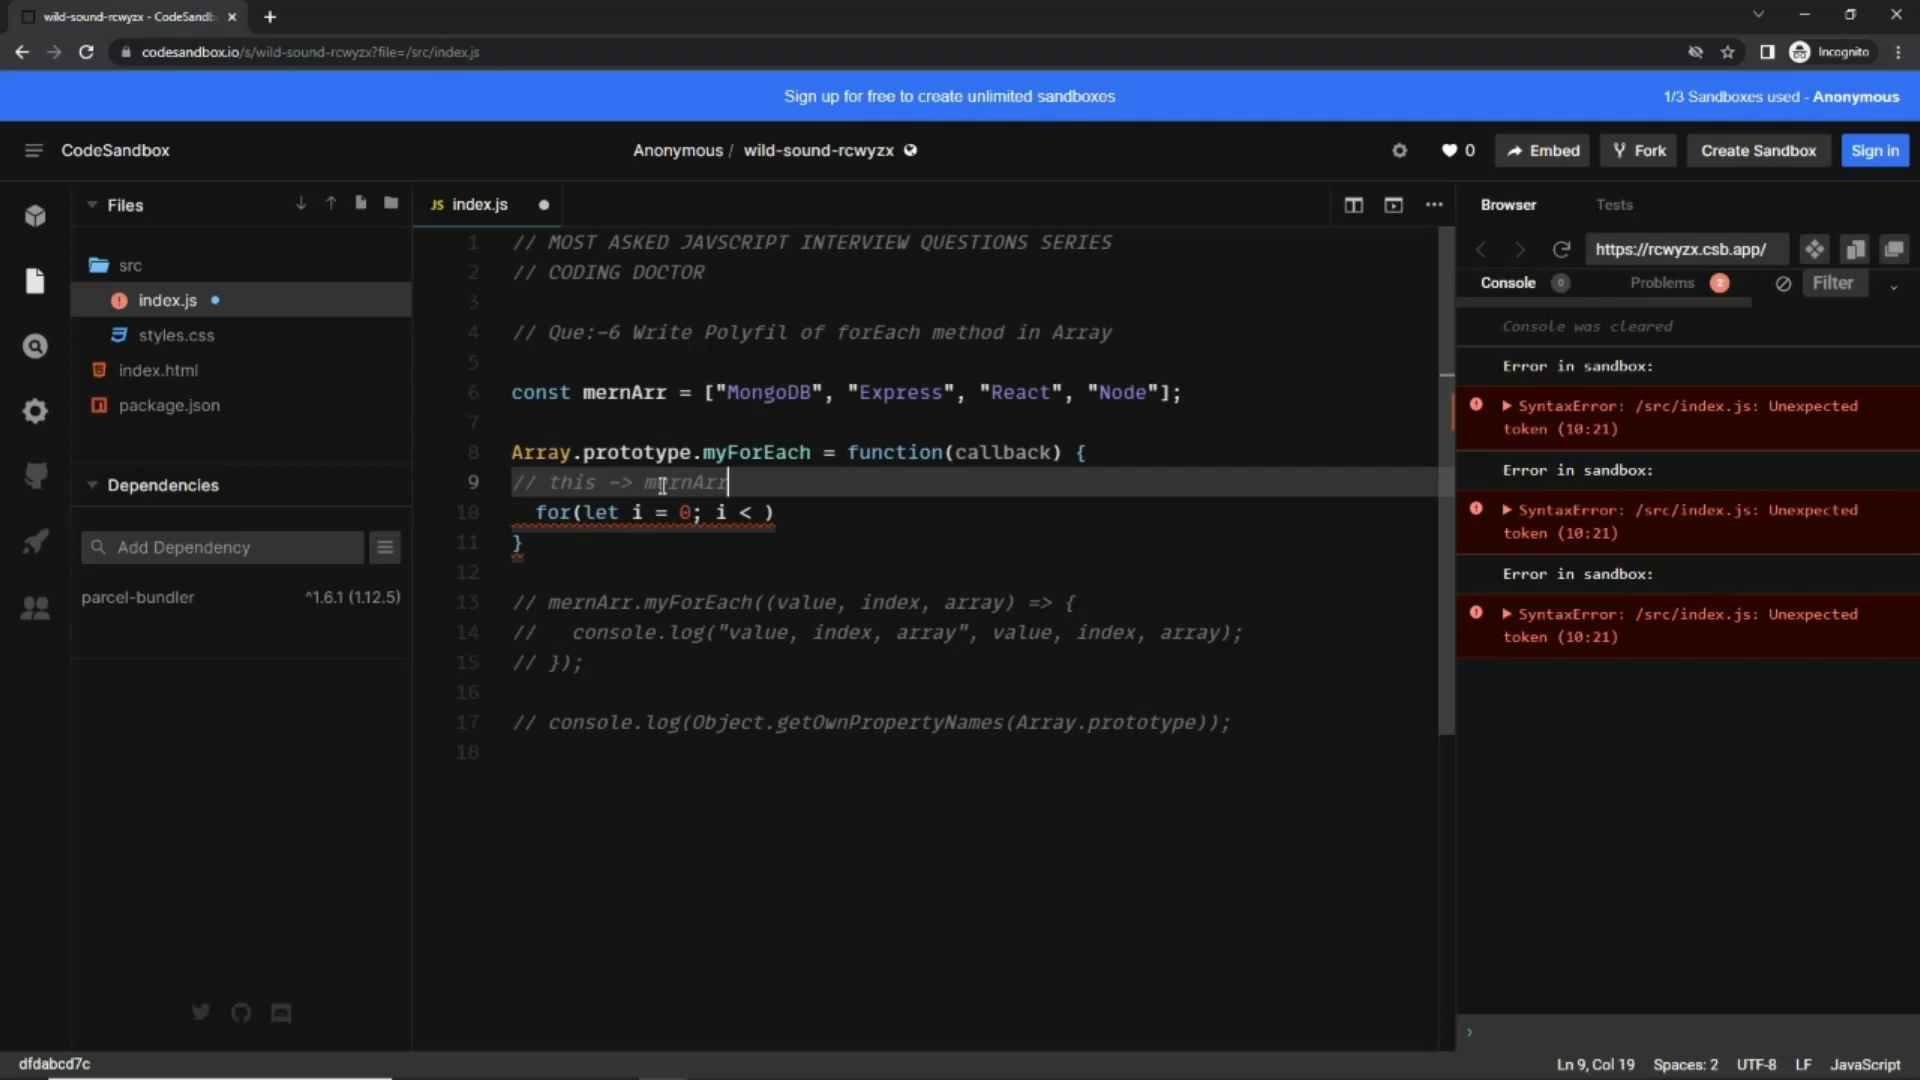 wild-sound-rcwyzx - CodeSandb
codesandbox.io/s/wild-sound-rcwyzx?file=/src/index.js
Incognito
Sign up for free to create unlimited sandboxes
1/3 Sandboxes used - Anonymous
CodeSandbox
Anonymous / wild-sound-rcwyzx
0
Embed
Fork
Create Sandbox
Sign in
Files
JS index.js
Browser
Tests
https://rcwyzx.csb.app/
src
index.js
styles.css
index.html
package.json
Dependencies
Add Dependency
parcel-bundler ^1.6.1 (1.12.5)
1 // MOST ASKED JAVSCRIPT INTERVIEW QUESTIONS SERIES
2 // CODING DOCTOR
3
4 // Que:-6 Write Polyfil of forEach method in Array
5
6 const mernArr = ["MongoDB", "Express", "React", "Node"];
7
8 Array.prototype.myForEach = function(callback) {
9 // this -> mernArr
10 for(let i = 0; i < )
11 }
12
13 // mernArr.myForEach((value, index, array) => {
14 // console.log("value, index, array", value, index, array);
15 // });
16
17 // console.log(Object.getOwnPropertyNames(Array.prototype));
18
Console 0
Problems 2
Filter
Console was cleared
Error in sandbox:
SyntaxError: /src/index.js: Unexpected
token (10:21)
Error in sandbox:
SyntaxError: /src/index.js: Unexpected
token (10:21)
Error in sandbox:
SyntaxError: /src/index.js: Unexpected
token (10:21)
dfdabcd7c
Ln 9, Col 19
Spaces: 2
UTF-8
LF
JavaScript